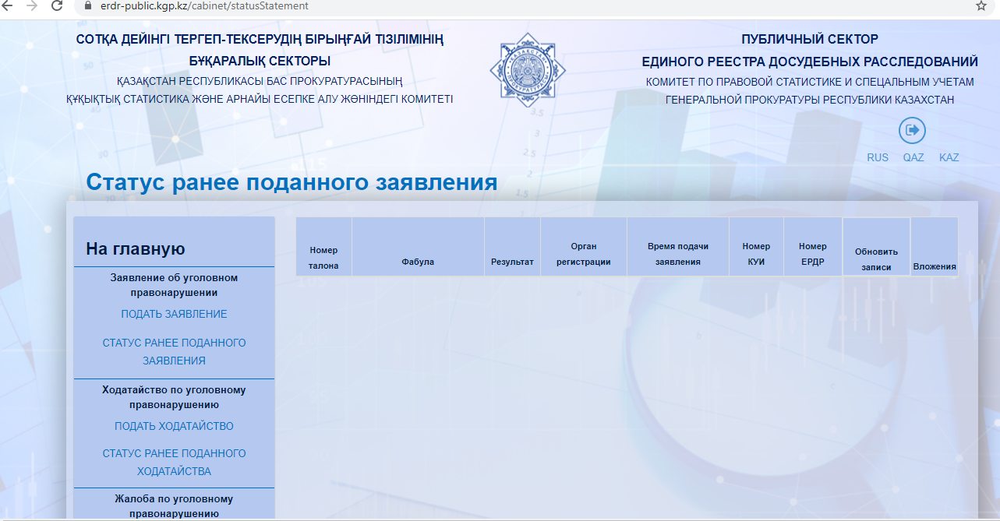 erdr-public.kgp.kz/cabinet/statusStatement
СОТҚА ДЕЙІНГІ ТЕРГЕП-ТЕКСЕРУДІҢ БІРЫҢҒАЙ ТІЗІЛІМІНІҢ
БҰҚАРАЛЫҚ СЕКТОРЫ
ҚАЗАҚСТАН РЕСПУБЛИКАСЫ БАС ПРОКУРАТУРАСЫНЫҢ
ҚҰҚЫҚТЫҚ СТАТИСТИКА ЖӘНЕ АРНАЙЫ ЕСЕПКЕ АЛУ ЖӨНІНДЕГІ КОМИТЕТІ
ПУБЛИЧНЫЙ СЕКТОР
ЕДИНОГО РЕЕСТРА ДОСУДЕБНЫХ РАССЛЕДОВАНИЙ
КОМИТЕТ ПО ПРАВОВОЙ СТАТИСТИКЕ И СПЕЦАЛЬНЫМ УЧЕТАМ
ГЕНЕРАЛЬНОЙ ПРОКУРАТУРЫ РЕСПУБЛИКИ КАЗАХСТАН
RUS QAZ KAZ
Статус ранее поданного заявления
На главную
Заявление об уголовном
правонарушении
ПОДАТЬ ЗАЯВЛЕНИЕ
СТАТУС РАНЕЕ ПОДАННОГО
ЗАЯВЛЕНИЯ
Ходатайство по уголовному
правонарушению
ПОДАТЬ ХОДАТАЙСТВО
СТАТУС РАНЕЕ ПОДАННОГО
ХОДАТАЙСТВА
Жалоба по уголовному
правонарушению
Номер
талона
Фабула
Результат
Орган
регистрации
Время подачи
заявления
Номер
КУИ
Номер
ЕРДР
Обновить
записи
Вложения